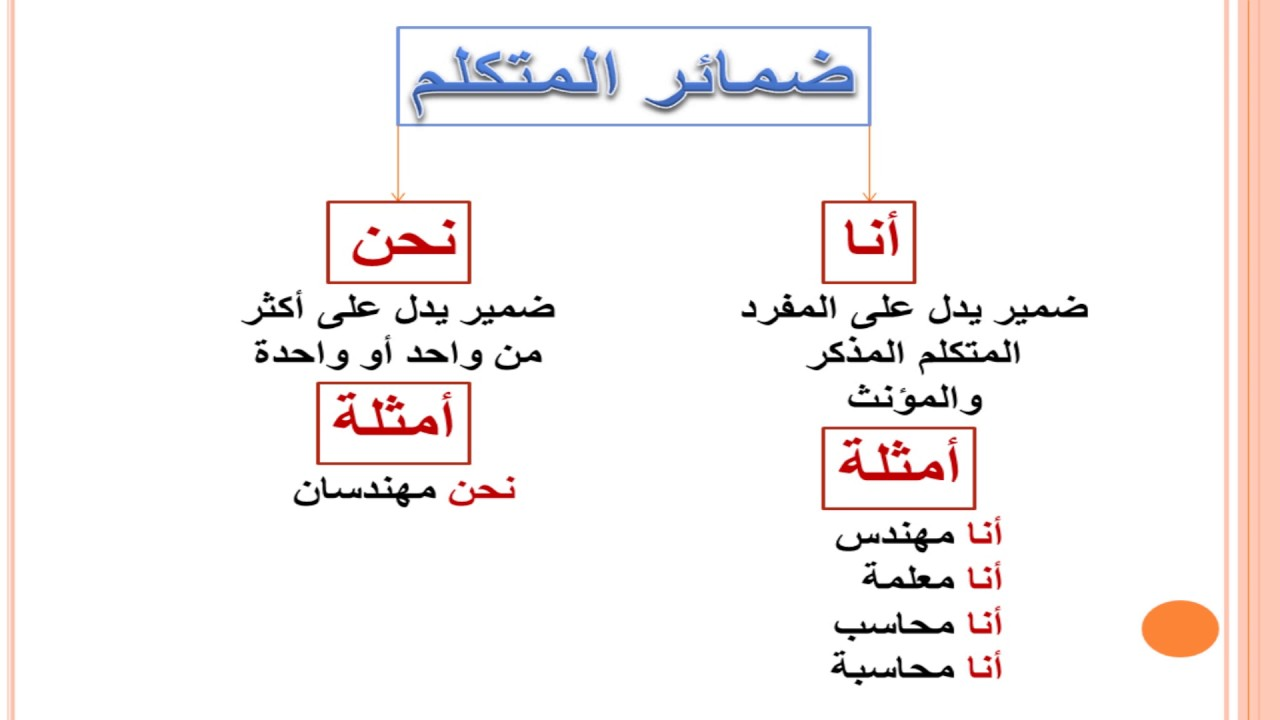 ضمائر المتكلم
أنا
ضمير يدل على المفرد
المتكلم المذكر
والمؤنث
أمثلة
أنا مهندس
أنا معلمة
أنا محاسب
أنا محاسبة
نحن
ضمير يدل على أكثر
من واحد أو واحدة
أمثلة
نحن مهندسان